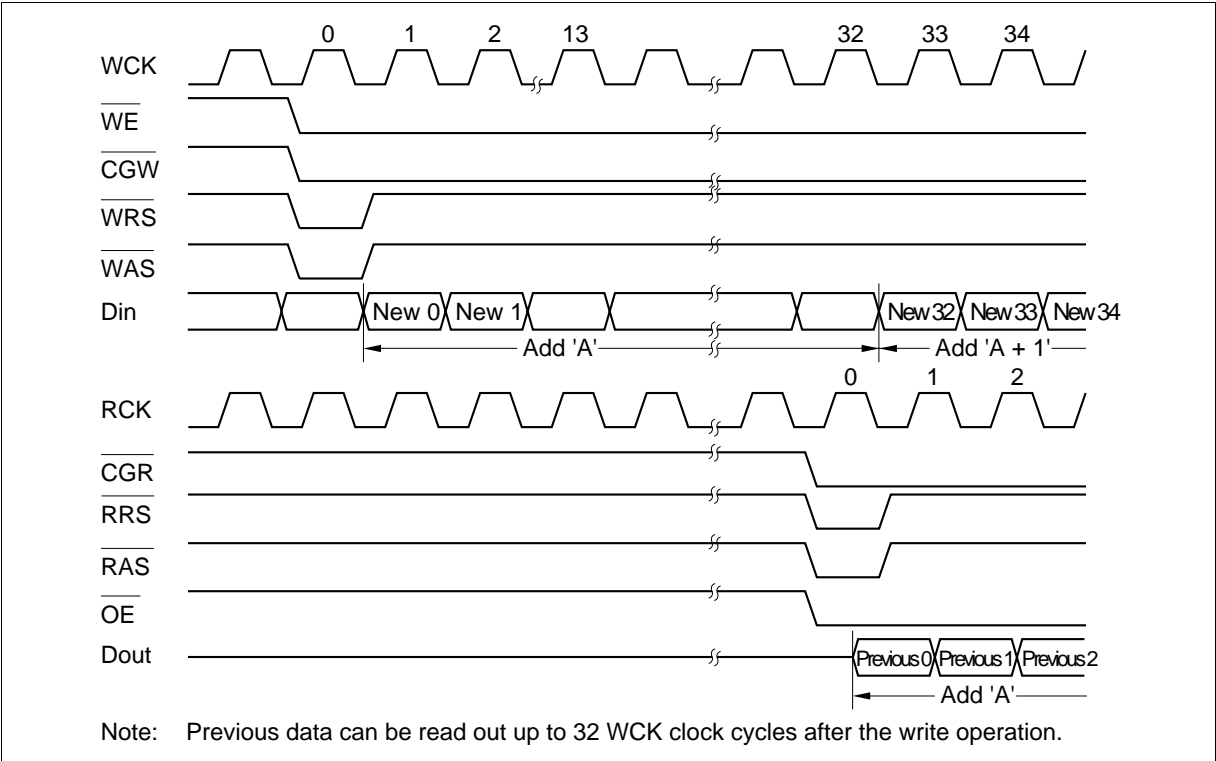 0 1 2 13 32 33 34
WCK
WE
CGW
WRS
WAS
Din New 0 New 1 New 32 New 33 New 34
Add 'A' Add 'A + 1'
0 1 2
RCK
CGR
RRS
RAS
OE
Dout Previous 0 Previous 1 Previous 2
Add 'A'
Note: Previous data can be read out up to 32 WCK clock cycles after the write operation.